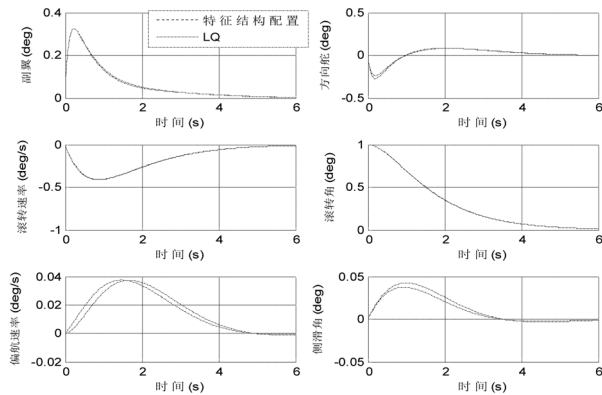 特征结构配置
LQ
0.4
0.2
0
副翼 (deg)
0 2 4 6
时间 (s)
0.5
0
-0.5
方向舵 (deg)
0 2 4 6
时间 (s)
0
-0.5
-1
滚转速率 (deg/s)
0 2 4 6
时间 (s)
1
0.5
0
滚转角 (deg)
0 2 4 6
时间 (s)
0.04
0.02
0
-0.02
偏航速率 (deg/s)
0 2 4 6
时间 (s)
0.05
0
-0.05
侧滑角 (deg)
0 2 4 6
时间 (s)